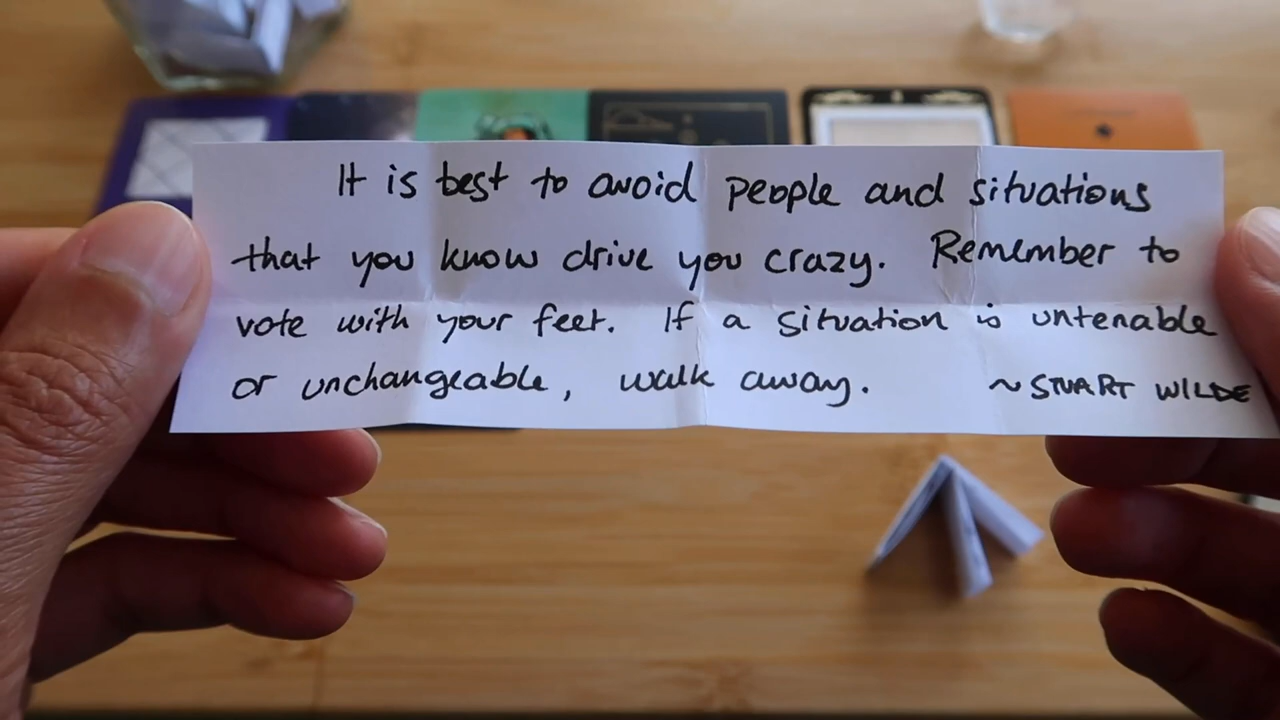 It is best to avoid people and situations
that you know drive you crazy. Remember to
vote with your feet. If a situation is untenable
or unchangeable, walk away. ~ STUART WILDE